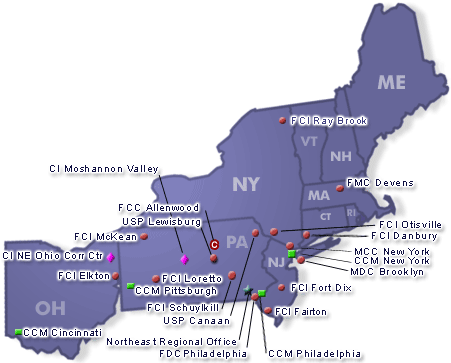 ME
FCI Ray Brook
VT
NH
CI Moshannon Valley
NY
FMC Devens
MA
FCC Allenwood
CT
RI
USP Lewisburg
FCI Otisville
FCI McKean
C
PA
FCI Danbury
CI NE Ohio Corr Ctr
MCC New York
NJ
CCM New York
FCI Elkton
FCI Loretto
MDC Brooklyn
CCM Pittsburgh
FCI Fort Dix
OH
FCI Schuylkill
USP Canaan
FCI Fairton
CCM Cincinnati
Northeast Regional Office
FDC Philadelphia
CCM Philadelphia